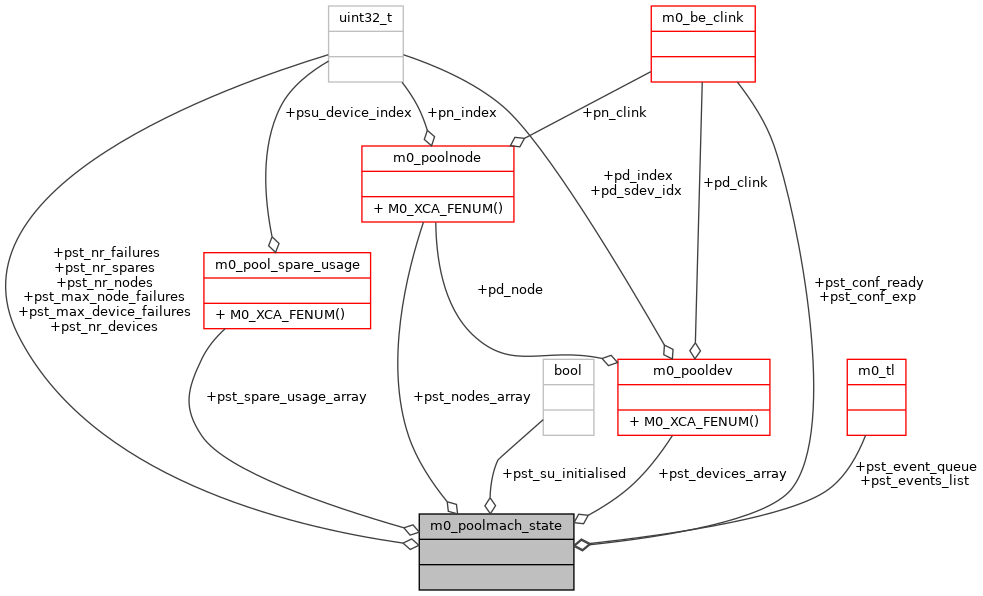 uint32_t
m0_be_clink
+psu_device_index
+pn_index
+pn_clink
m0_poolnode
+ M0_XCA_FENUM()
+pd_index
+pd_sdev_idx
+pd_clink
+pst_nr_failures
+pst_nr_spares
+pst_nr_nodes
+pst_max_node_failures
+pst_max_device_failures
+pst_nr_devices
m0_pool_spare_usage
+ M0_XCA_FENUM()
+pd_node
+pst_conf_ready
+pst_conf_exp
bool
m0_pooldev
+ M0_XCA_FENUM()
m0_tl
+pst_spare_usage_array
+pst_nodes_array
+pst_su_initialised
+pst_devices_array
+pst_event_queue
+pst_events_list
m0_poolmach_state